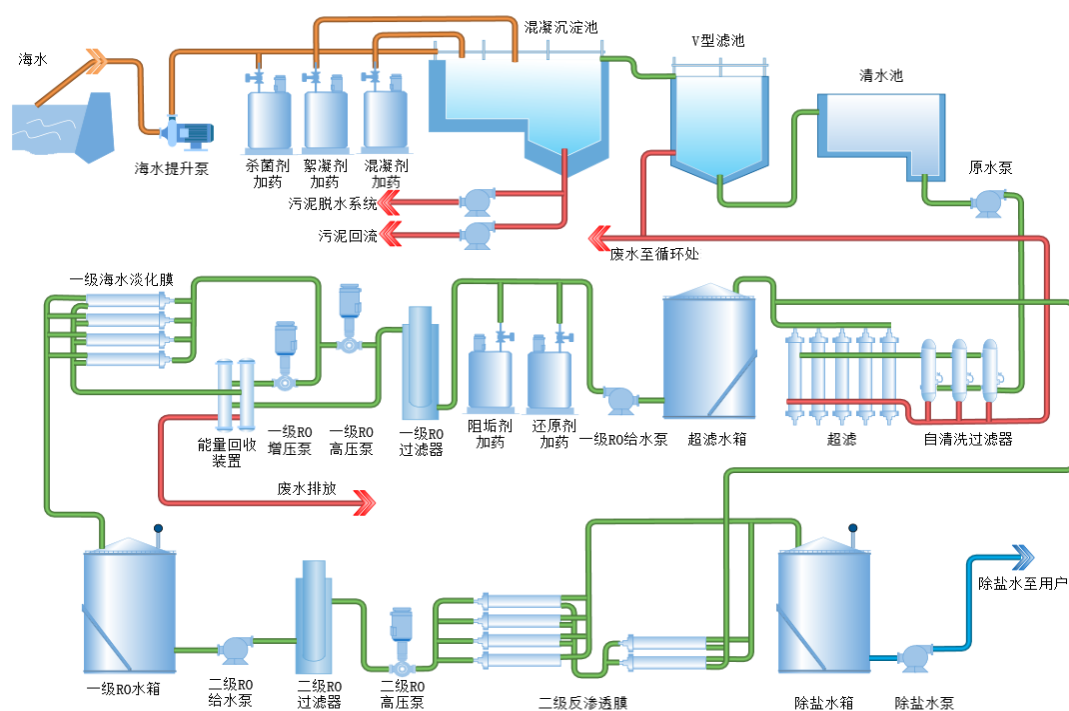 混凝沉淀池
V型滤池
海水
清水池
海水提升泵
杀菌剂
加药
絮凝剂
加药
混凝剂
加药
原水泵
污泥脱水系统
污泥回流
废水至循环处
一级海水淡化膜
能量回收
装置
一级RO
增压泵
一级RO
高压泵
一级RO
过滤器
阻垢剂
加药
还原剂
加药
一级RO给水泵
超滤水箱
超滤
自清洗过滤器
废水排放
除盐水至用户
一级RO水箱
二级RO
给水泵
二级RO
过滤器
二级RO
高压泵
二级反渗透膜
除盐水箱
除盐水泵